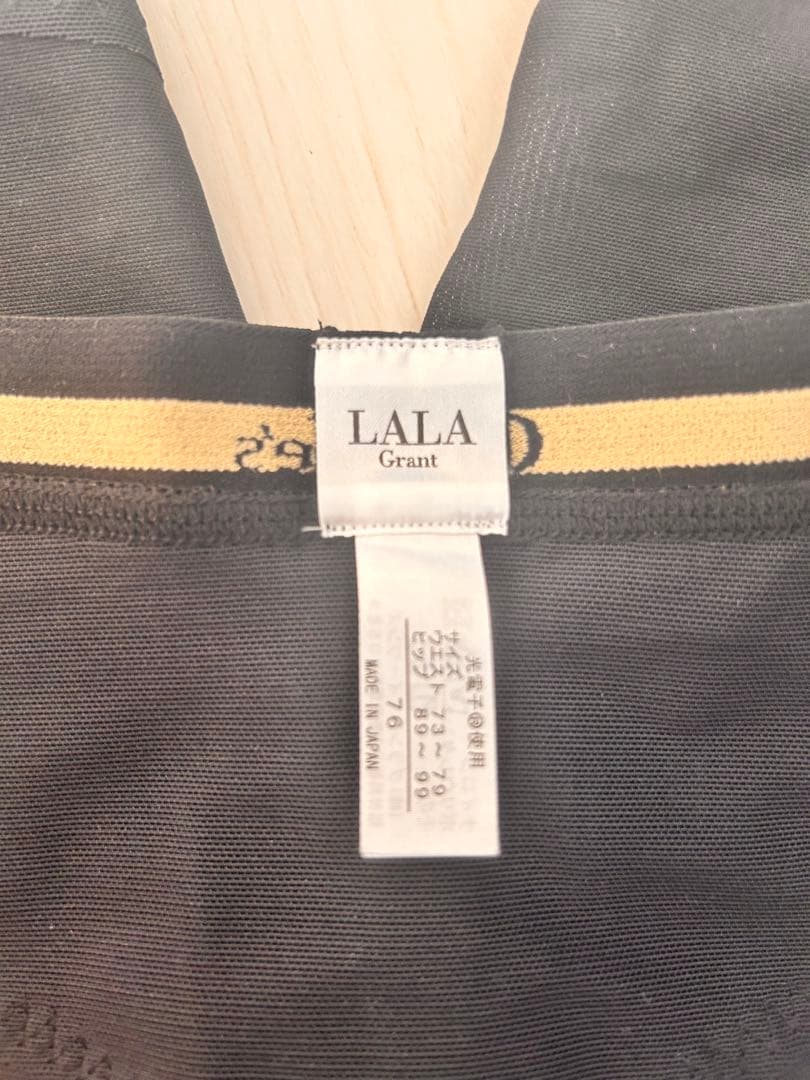 LALA
Grant
光電子®使用
サイズ
ウエスト 73~79
ヒップ 89~99
76
MADE IN JAPAN